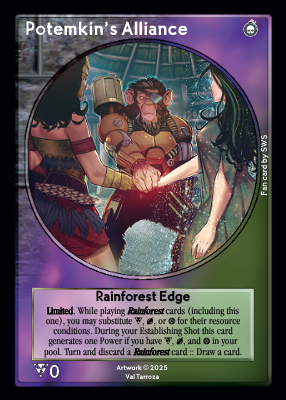 Potemkin's Alliance
Fan card by SWS
Rainforest Edge
Limited. While playing Rainforest cards (including this
one), you may substitute , , or for their resource
conditions. During your Establishing Shot this card
generates one Power if you have , , and in your
pool. Turn and discard a Rainforest card :: Draw a card.
0
Artwork © 2025
Val Tarroza